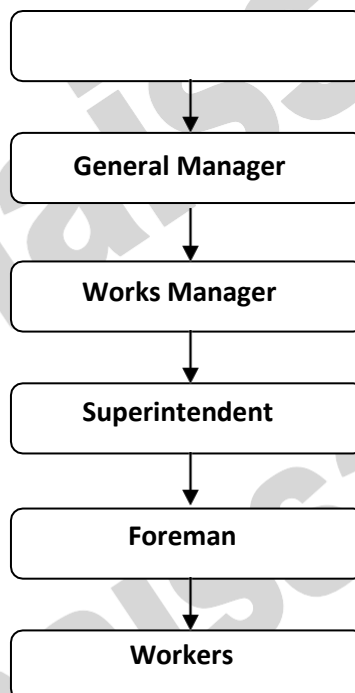 General Manager
Works Manager
Superintendent
Foreman
Workers